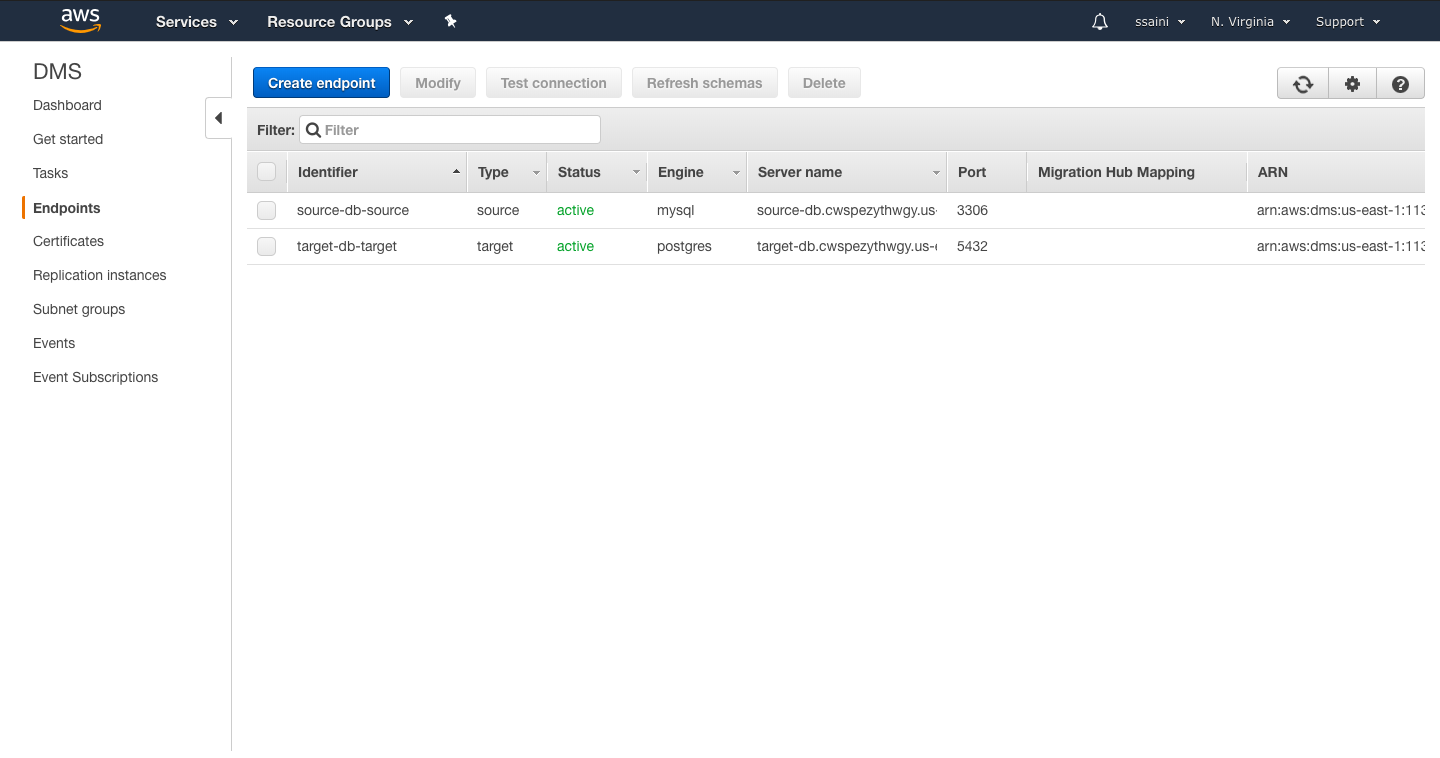 aws Services Resource Groups ssaini N. Virginia Support
DMS
Dashboard
Get started
Tasks
Endpoints
Certificates
Replication instances
Subnet groups
Events
Event Subscriptions
Create endpoint Modify Test connection Refresh schemas Delete
Filter: Filter
Identifier Type Status Engine Server name Port Migration Hub Mapping ARN
source-db-source source active mysql source-db.cwspezythwgy.us- 3306 arn:aws:dms:us-east-1:113
target-db-target target active postgres target-db.cwspezythwgy.us-e 5432 arn:aws:dms:us-east-1:113